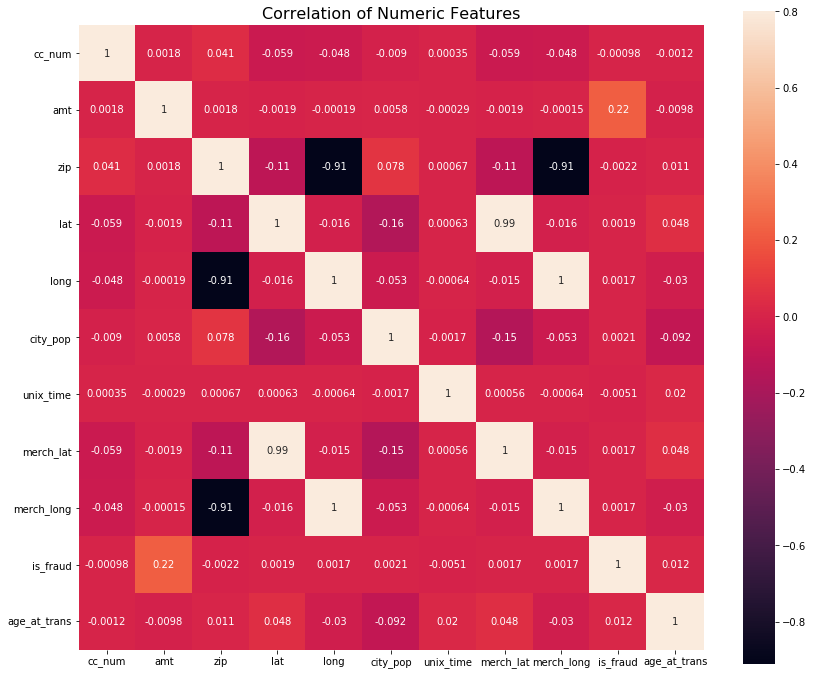 Correlation of Numeric Features
cc_num 1 0.0018 0.041 -0.059 -0.048 -0.009 0.00035 -0.059 -0.048 -0.00098 -0.0012
amt 0.0018 1 0.0018 -0.0019 -0.00019 0.0058 -0.00029 -0.0019 -0.00015 0.22 -0.0098
zip 0.041 0.0018 1 -0.11 -0.91 0.078 0.00067 -0.11 -0.91 -0.0022 0.011
lat -0.059 -0.0019 -0.11 1 -0.016 -0.16 0.00063 0.99 -0.016 0.0019 0.048
long -0.048 -0.00019 -0.91 -0.016 1 -0.053 -0.00064 -0.015 1 0.0017 -0.03
city_pop -0.009 0.0058 0.078 -0.16 -0.053 1 -0.0017 -0.15 -0.053 0.0021 -0.092
unix_time 0.00035 -0.00029 0.00067 0.00063 -0.00064 -0.0017 1 0.00056 -0.00064 -0.0051 0.02
merch_lat -0.059 -0.0019 -0.11 0.99 -0.015 -0.15 0.00056 1 -0.015 0.0017 0.048
merch_long -0.048 -0.00015 -0.91 -0.016 1 -0.053 -0.00064 -0.015 1 0.0017 -0.03
is_fraud -0.00098 0.22 -0.0022 0.0019 0.0017 0.0021 -0.0051 0.0017 0.0017 1 0.012
age_at_trans -0.0012 -0.0098 0.011 0.048 -0.03 -0.092 0.02 0.048 -0.03 0.012 1
cc_num amt zip lat long city_pop unix_time merch_lat merch_long is_fraud age_at_trans
0.8
0.6
0.4
0.2
0.0
−0.2
−0.4
−0.6
−0.8